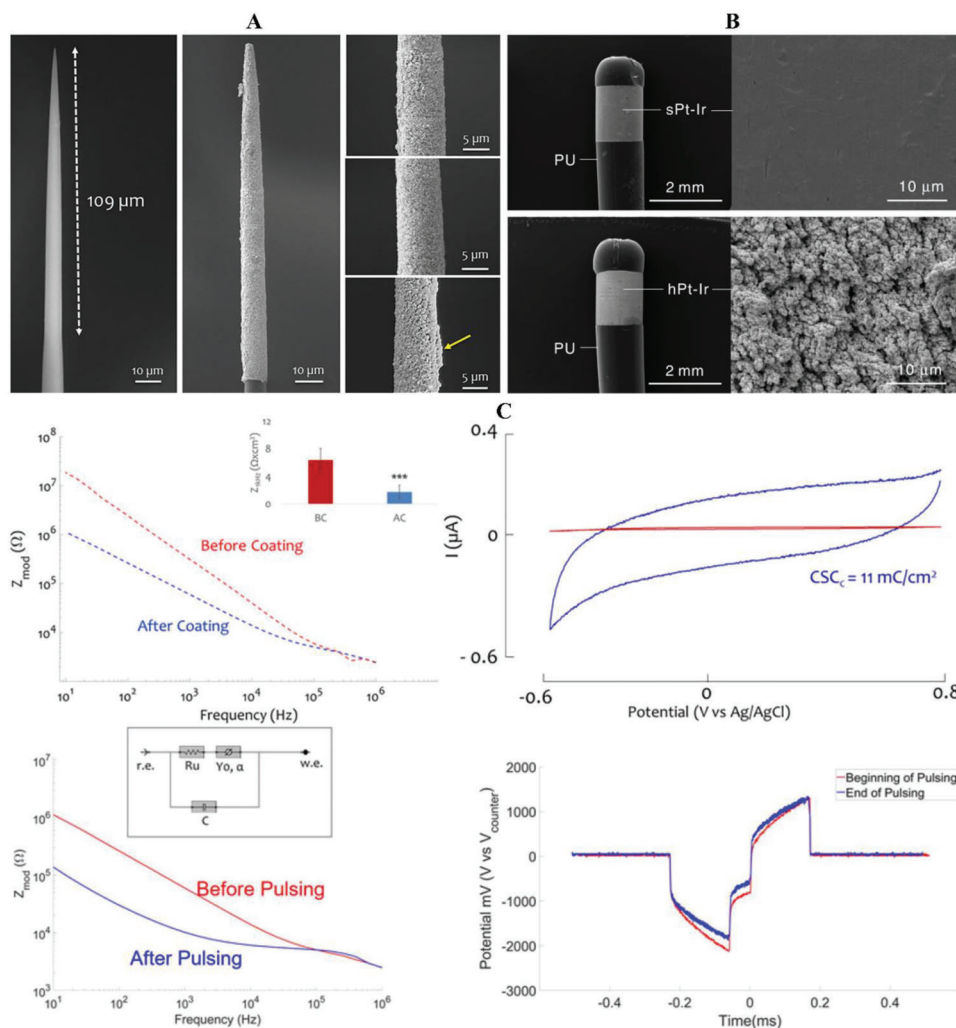 A
B
109 µm
10 µm
10 µm
5 µm
5 µm
5 µm
sPt-Ir
PU
2 mm
10 µm
hPt-Ir
PU
2 mm
10 µm
C
10⁸
10⁷
10⁶
10⁵
10⁴
Z_mod (Ω)
10¹ 10² 10³ 10⁴ 10⁵ 10⁶
Frequency (Hz)
Before Coating
After Coating
12
8
4
0
BC AC
***
0.4
0
- 0.6
I (µA)
CSC_c = 11 mC/cm²
-0.6 0 0.8
Potential (V vs Ag/AgCl)
10⁷
10⁶
10⁵
10⁴
10³
Z_mod (Ω)
r.e. Ru Yo, α w.e.
C
Before Pulsing
After Pulsing
10¹ 10² 10³ 10⁴ 10⁵ 10⁶
Frequency (Hz)
2000
1000
0
-1000
-2000
-3000
Potential mV (V vs V_counter)
Beginning of Pulsing
End of Pulsing
-0.4 -0.2 0 0.2 0.4
Time(ms)